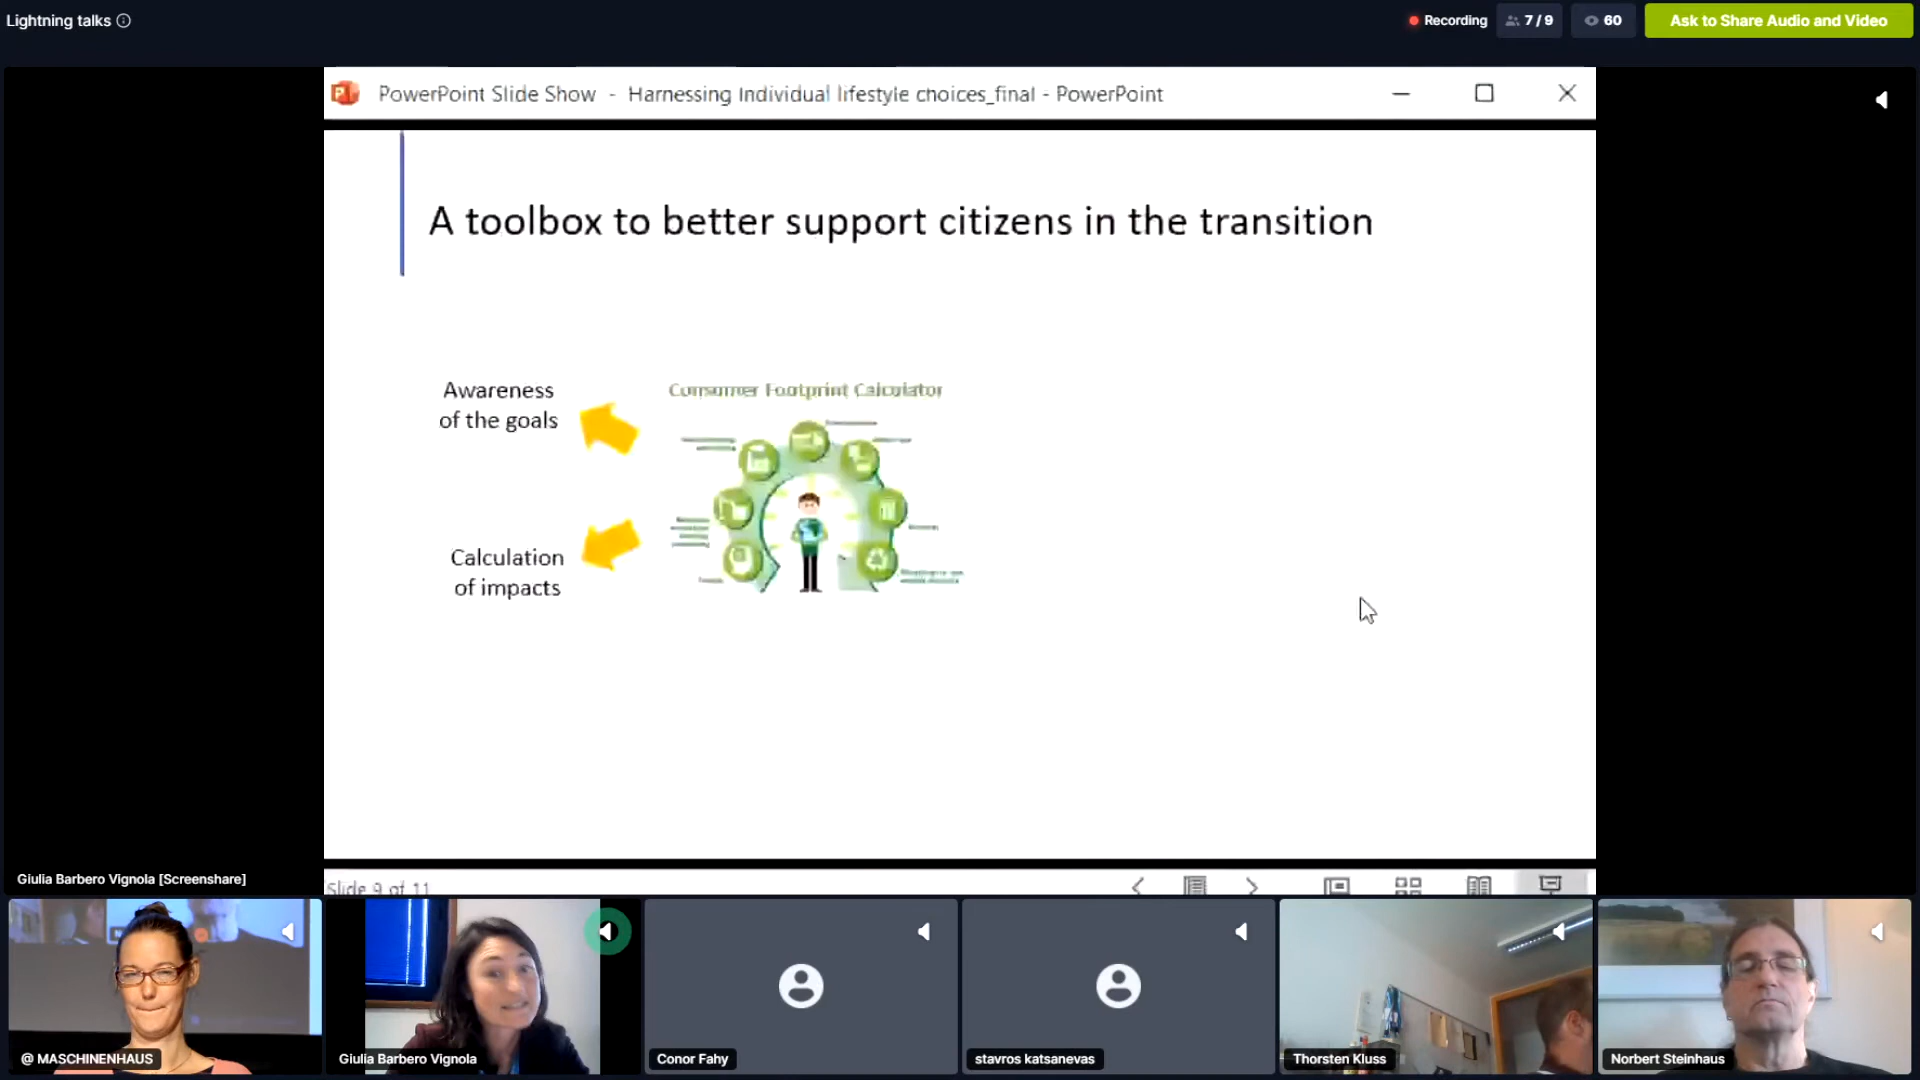 Lightning talks
Recording
7 / 9
60
Ask to Share Audio and Video
PowerPoint Slide Show - Harnessing Individual lifestyle choices_final - PowerPoint
A toolbox to better support citizens in the transition
Awareness
of the goals
Consumer Footprint Calculator
Calculation
of impacts
Giulia Barbero Vignola [Screenshare]
Slide 9 of 11
@ MASCHINENHAUS
Giulia Barbero Vignola
Conor Fahy
stavros katsanevas
Thorsten Kluss
Norbert Steinhaus